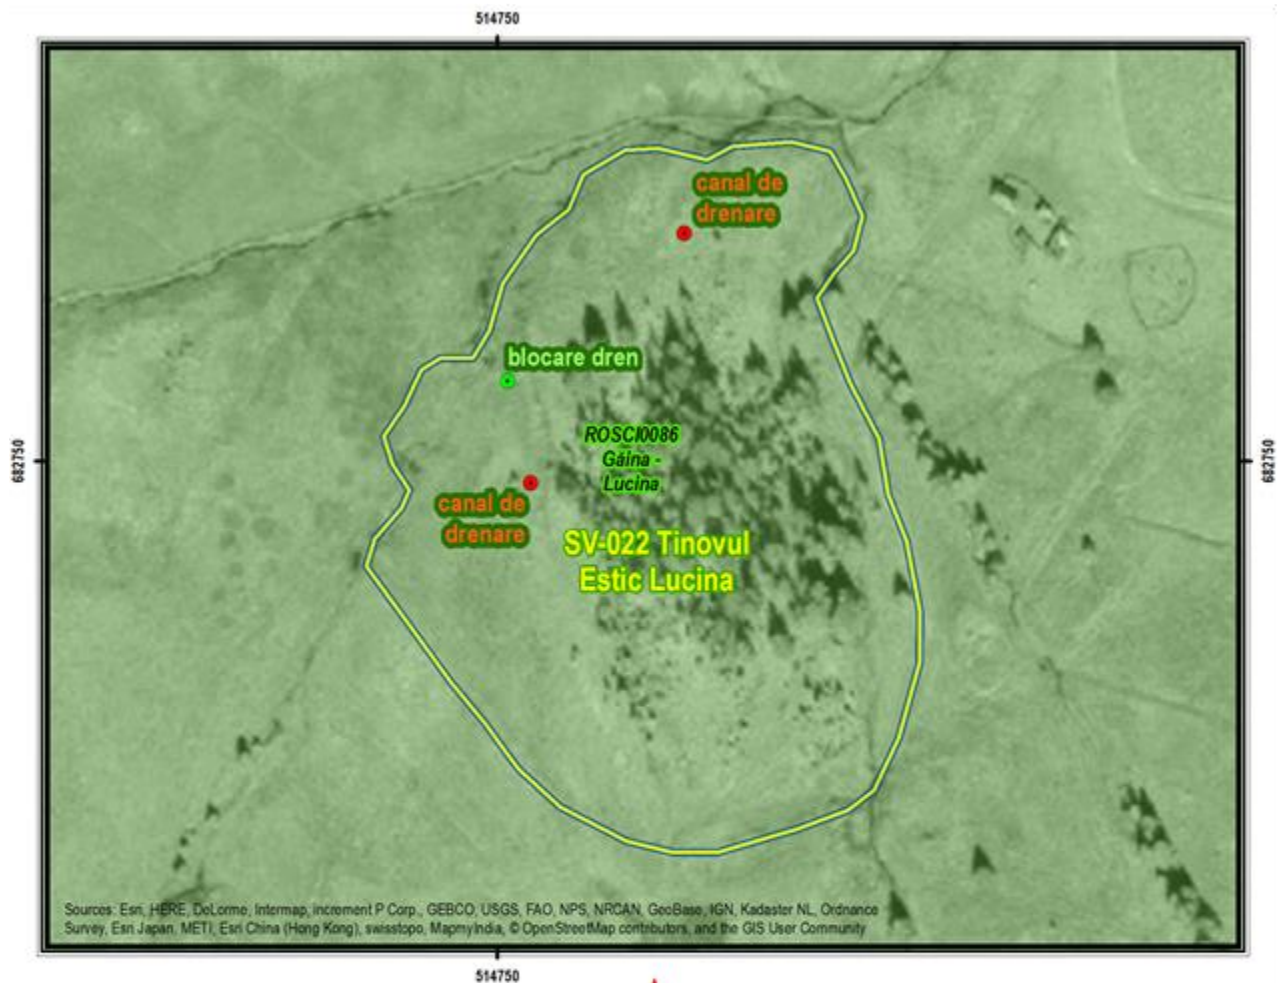 514750
canal de
drenare
blocare dren
ROSCI0086
Găina -
Lucina
682750
682750
canal de
drenare
SV-022 Tinovul
Estic Lucina
Sources: Esri, HERE, DeLorme, Intermap, increment P Corp., GEBCO, USGS, FAO, NPS, NRCAN, GeoBase, IGN, Kadaster NL, Ordnance
Survey, Esri Japan, METI, Esri China (Hong Kong), swisstopo, MapmyIndia, © OpenStreetMap contributors, and the GIS User Community
514750